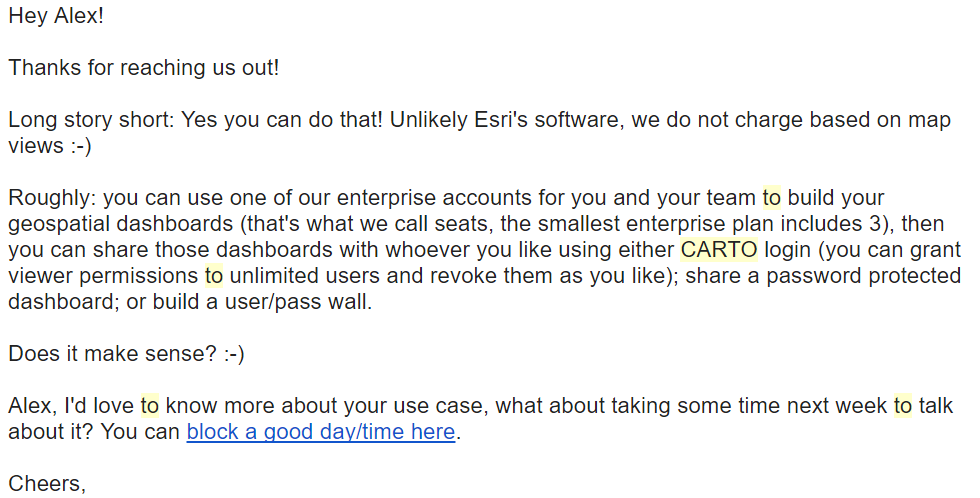 Hey Alex!
Thanks for reaching us out!
Long story short: Yes you can do that! Unlikely Esri's software, we do not charge based on map
views :-)
Roughly: you can use one of our enterprise accounts for you and your team to build your
geospatial dashboards (that's what we call seats, the smallest enterprise plan includes 3), then
you can share those dashboards with whoever you like using either CARTO login (you can grant
viewer permissions to unlimited users and revoke them as you like); share a password protected
dashboard; or build a user/pass wall.
Does it make sense? :-)
Alex, I'd love to know more about your use case, what about taking some time next week to talk
about it? You can block a good day/time here.
Cheers,